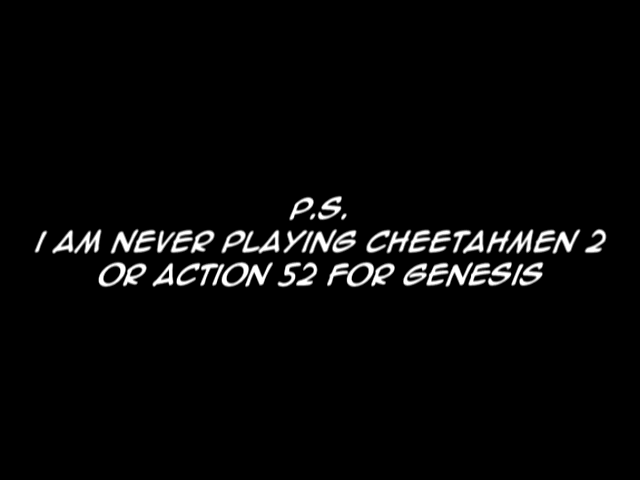 P.S.
I AM NEVER PLAYING CHEETAHMEN 2
OR ACTION 52 FOR GENESIS